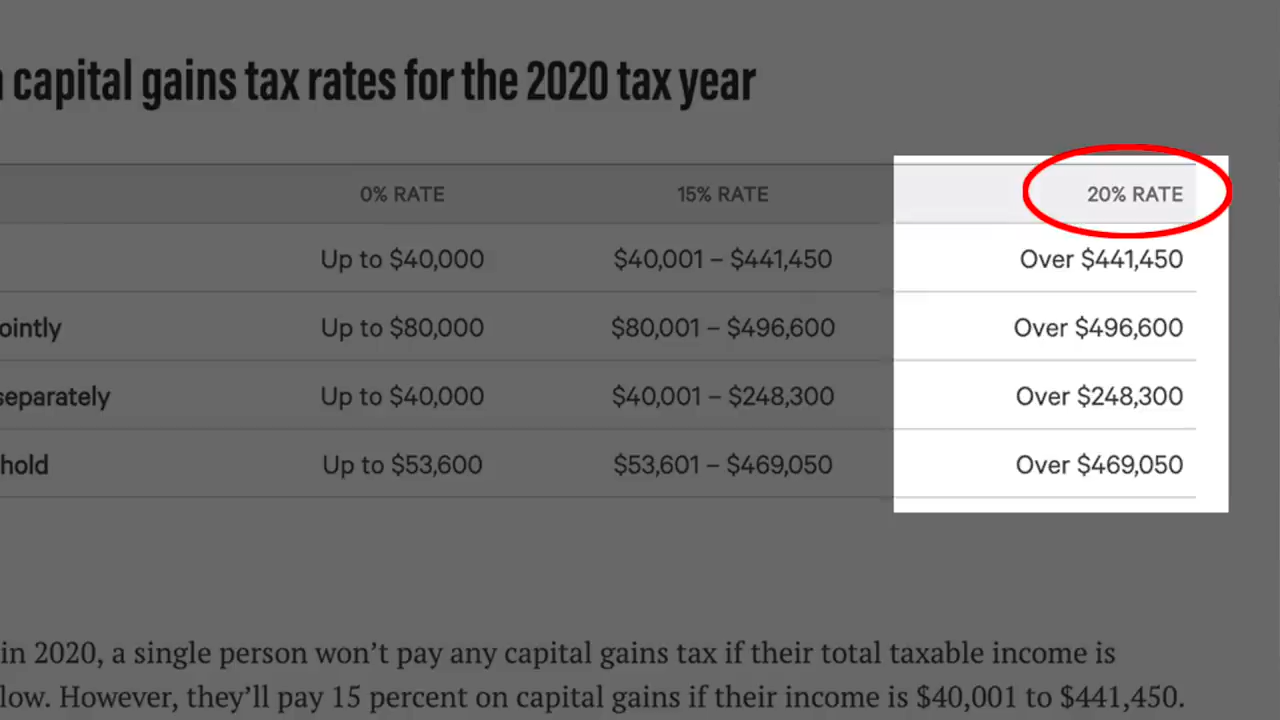 capital gains tax rates for the 2020 tax year
0% RATE 15% RATE 20% RATE
Up to $40,000 $40,001 – $441,450 Over $441,450
ointly Up to $80,000 $80,001 – $496,600 Over $496,600
separately Up to $40,000 $40,001 – $248,300 Over $248,300
hold Up to $53,600 $53,601 – $469,050 Over $469,050
in 2020, a single person won’t pay any capital gains tax if their total taxable income is
low. However, they’ll pay 15 percent on capital gains if their income is $40,001 to $441,450.